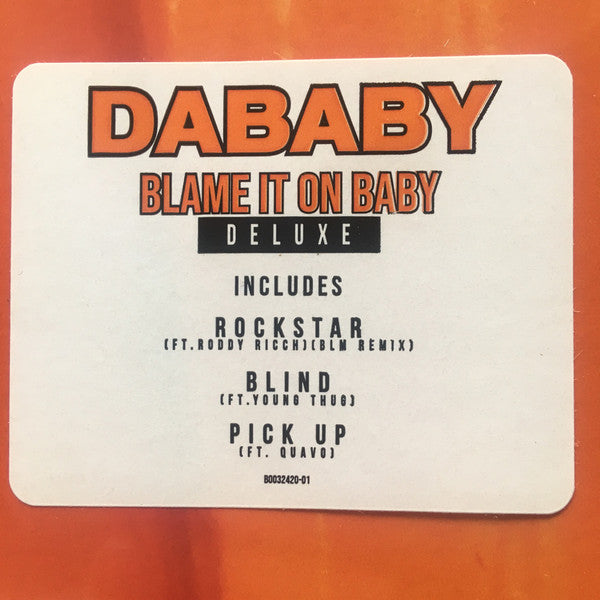 DABABY
BLAME IT ON BABY
DELUXE
INCLUDES
ROCKSTAR
(FT.RODDY RICCH)(BLM REMIX)
BLIND
(FT.YOUNG THUG)
PICK UP
(FT. QUAVO)
B0032420-01